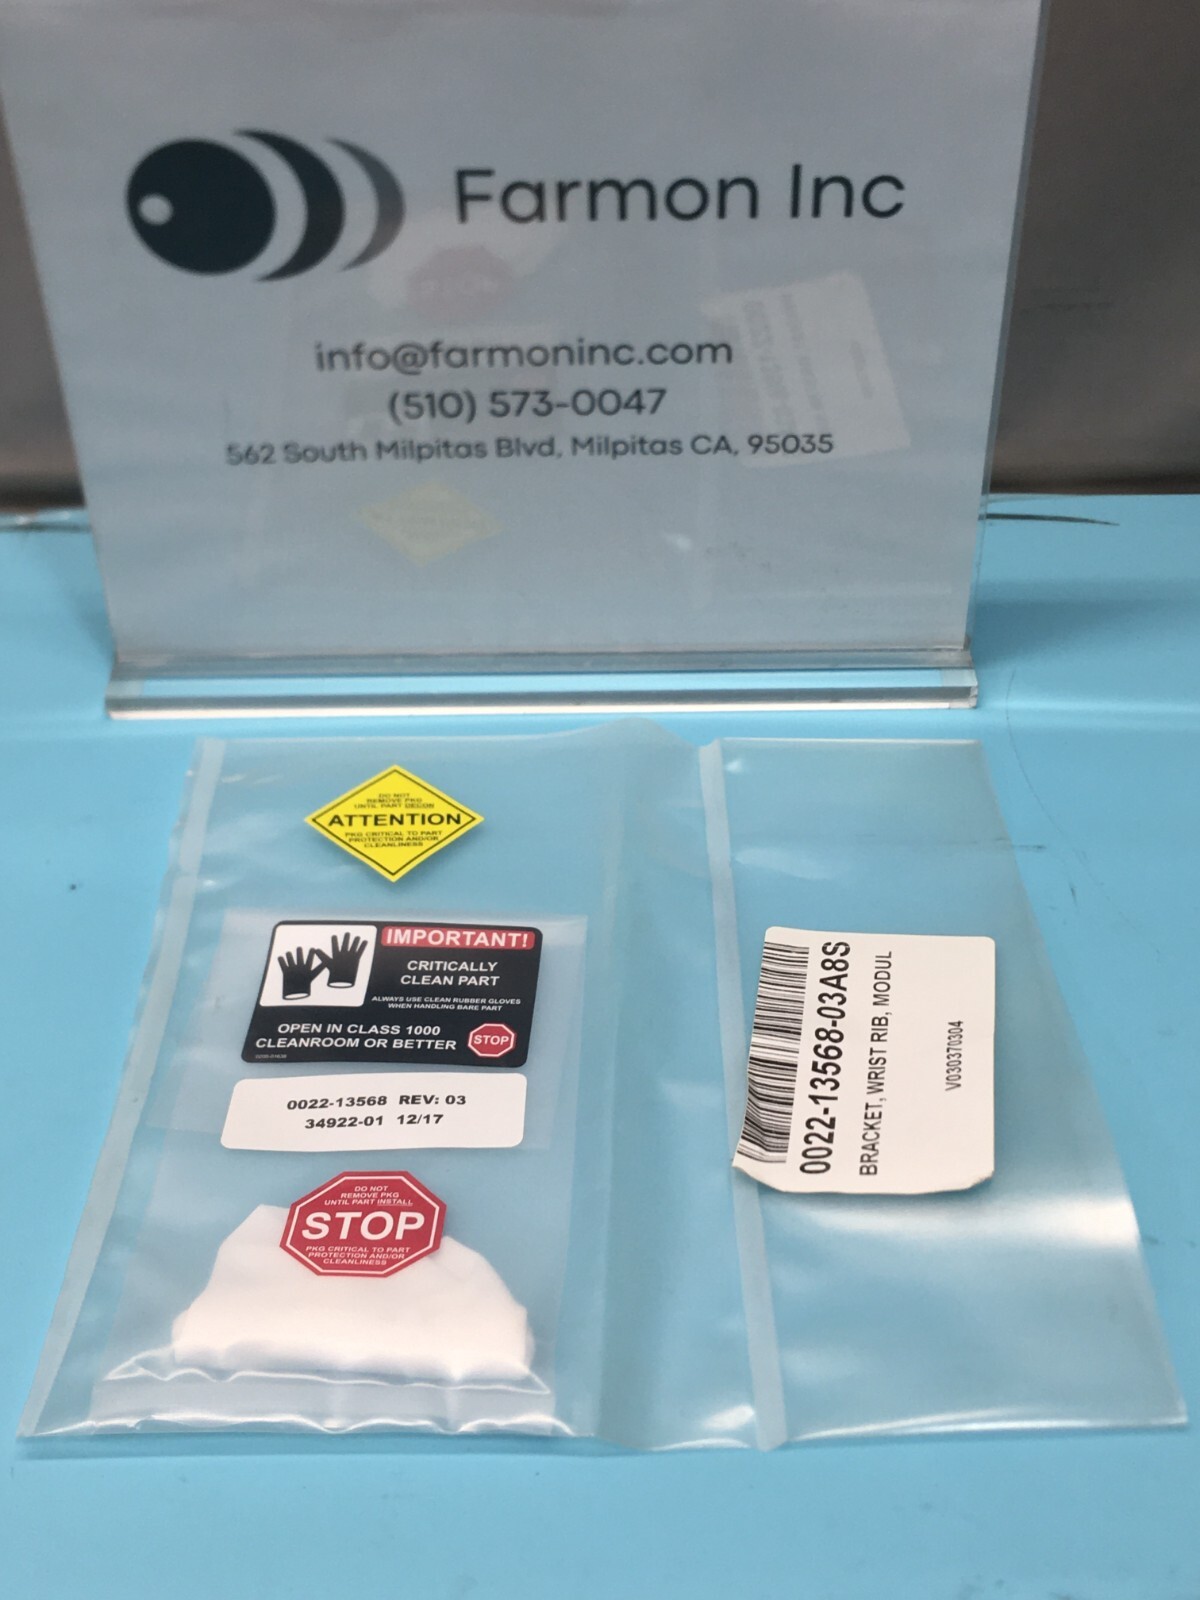 Farmon Inc
info@farmoninc.com
(510) 573-0047
562 South Milpitas Blvd, Milpitas CA, 95035
DO NOT
REMOVE PKG
UNTIL PART DECON
ATTENTION
PKG CRITICAL TO PART
PROTECTION AND/OR
CLEANLINESS
IMPORTANT!
CRITICALLY
CLEAN PART
ALWAYS USE CLEAN RUBBER GLOVES
WHEN HANDLING BARE PART
OPEN IN CLASS 1000
CLEANROOM OR BETTER
STOP
0022-13568 REV: 03
34922-01 12/17
DO NOT
REMOVE PKG
UNTIL PART INSTALL
STOP
PKG CRITICAL TO PART
PROTECTION AND/OR
CLEANLINESS
0022-13568-03A8S
BRACKET, WRIST RIB, MODUL
V030370304